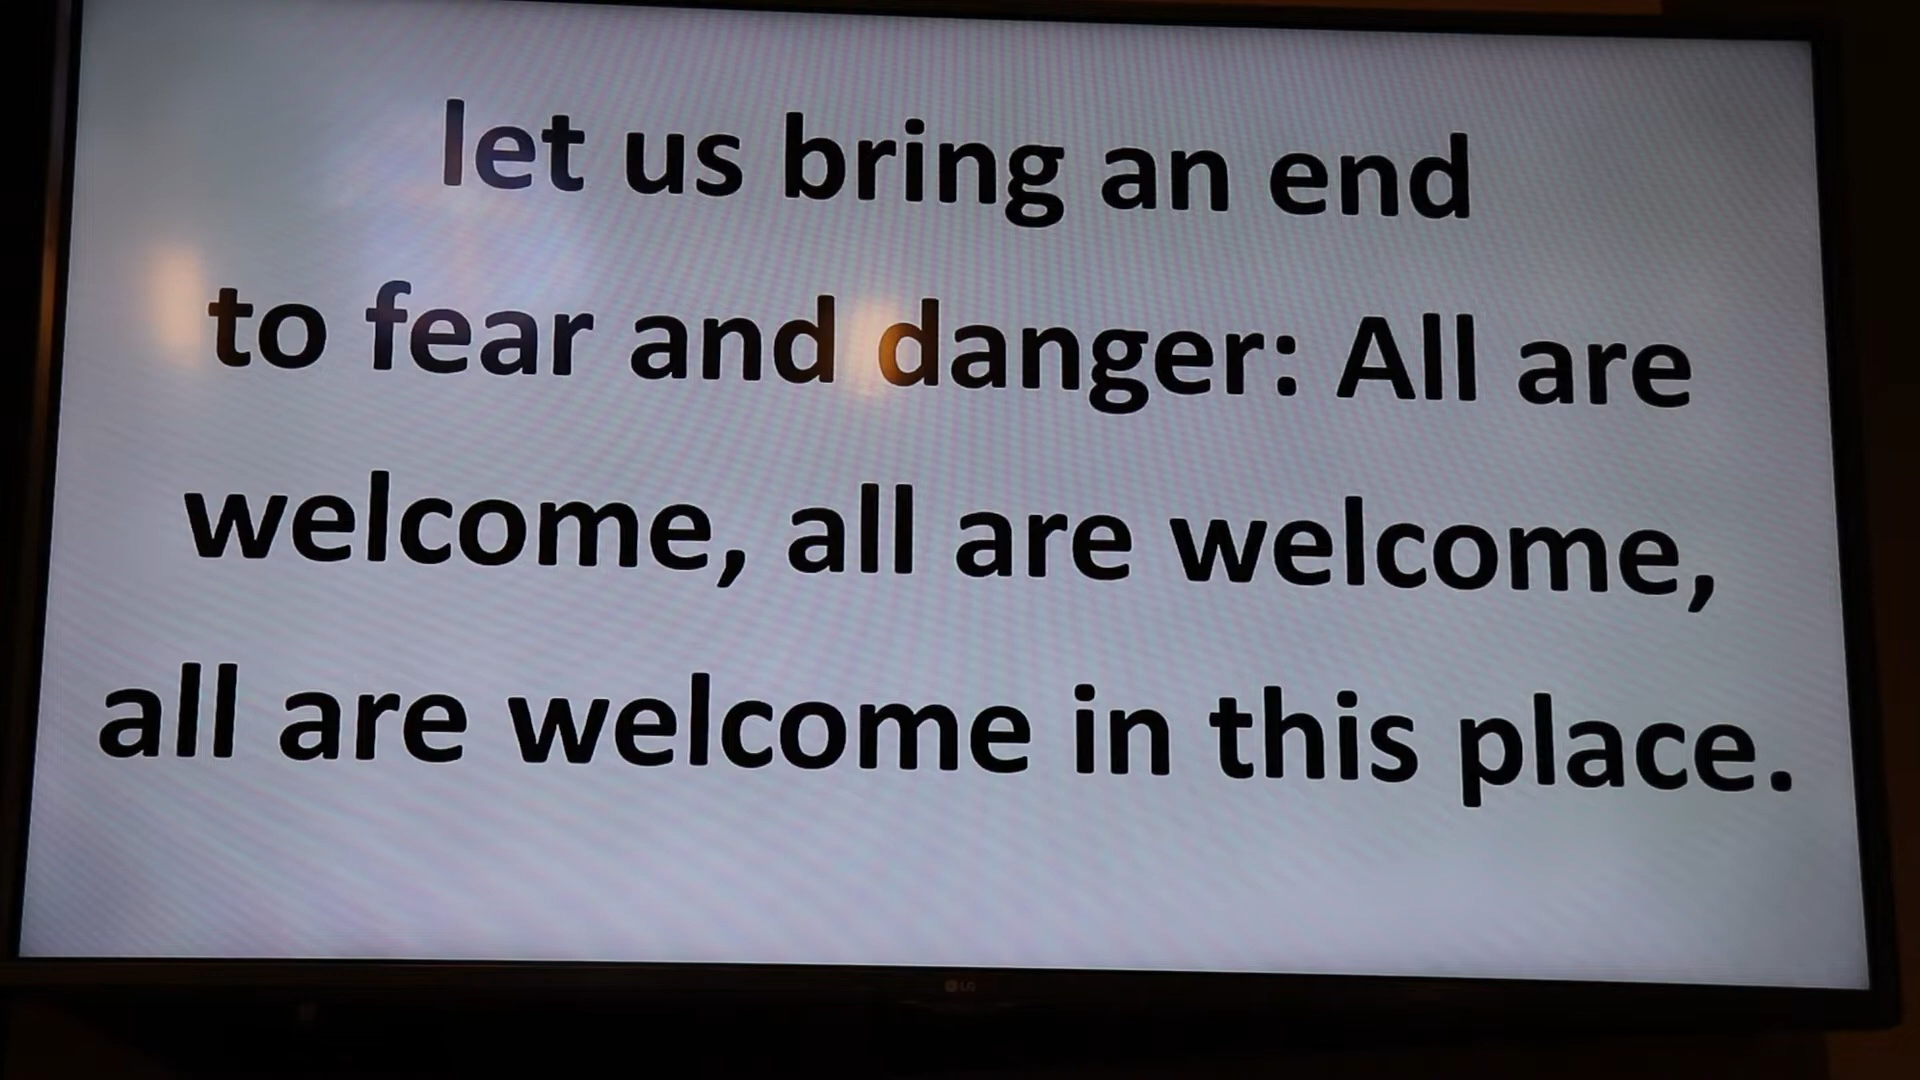 let us bring an end
to fear and danger: All are
welcome, all are welcome,
all are welcome in this place.
LG